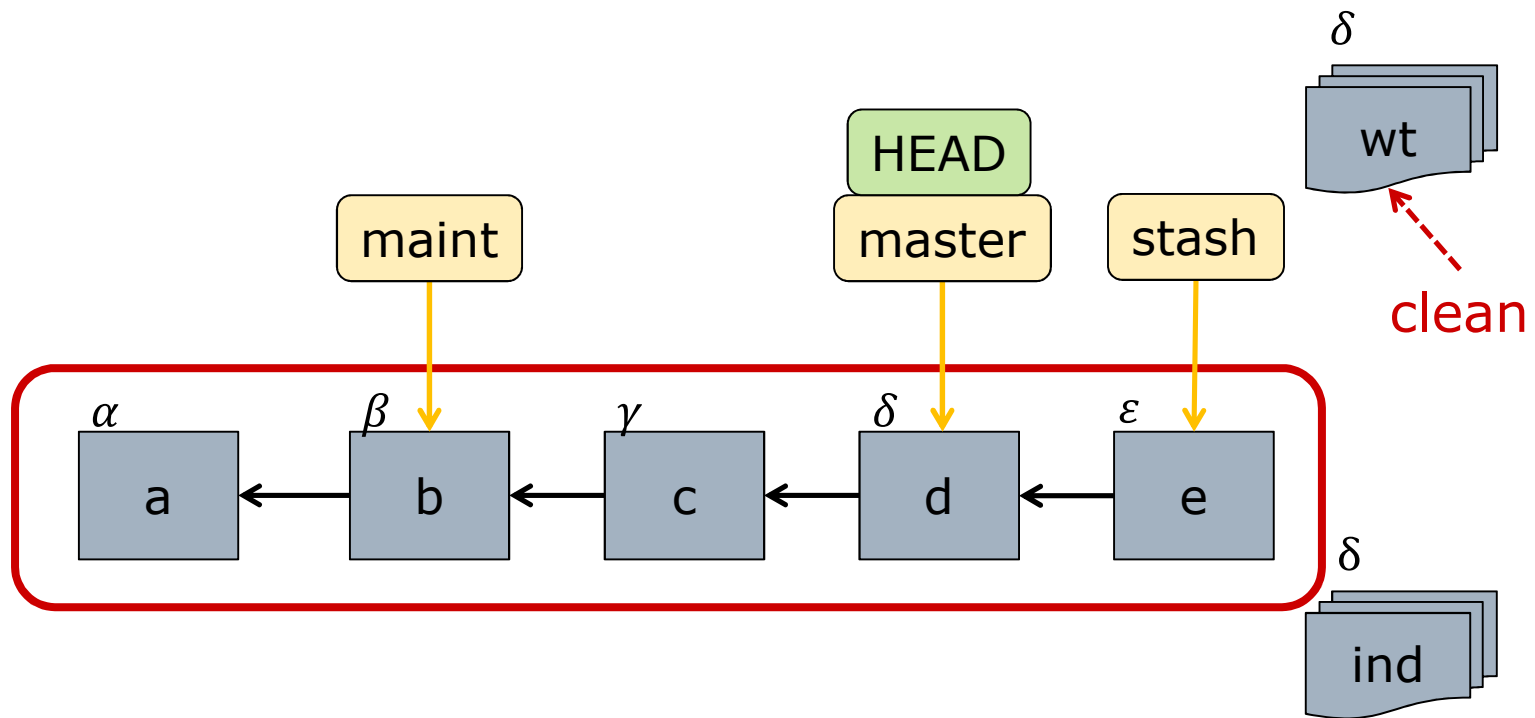 δ
wt
HEAD
maint
master
stash
clean
α
β
γ
δ
ε
a
b
c
d
e
δ
ind